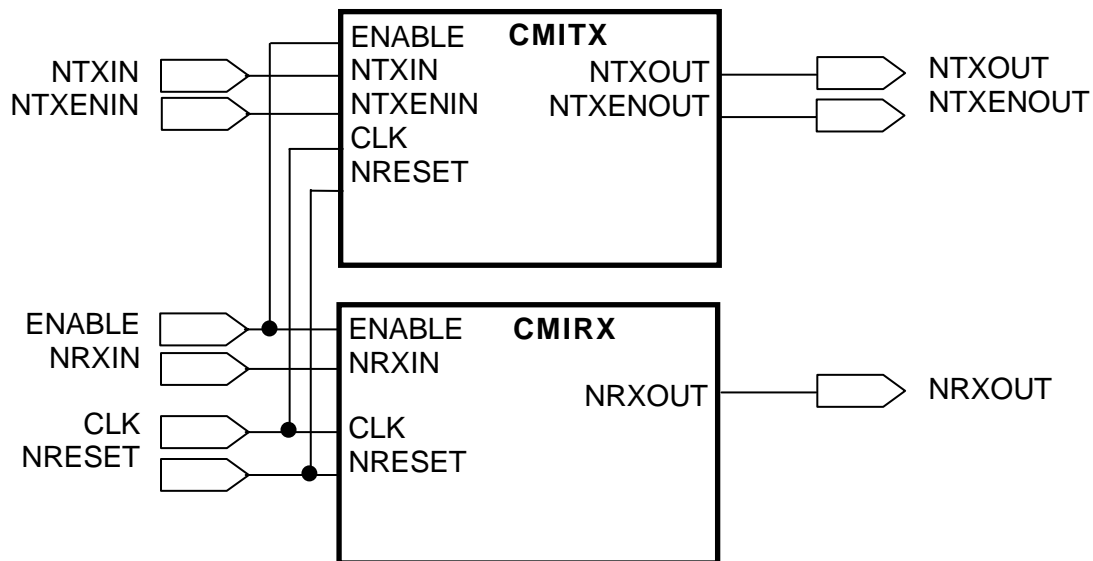 ENABLE CMITX
NTXIN NTXIN NTXOUT NTXOUT
NTXENIN NTXENIN NTXENOUT NTXENOUT
CLK
NRESET
ENABLE ENABLE CMIRX
NRXIN NRXIN
NRXOUT NRXOUT
CLK CLK
NRESET NRESET